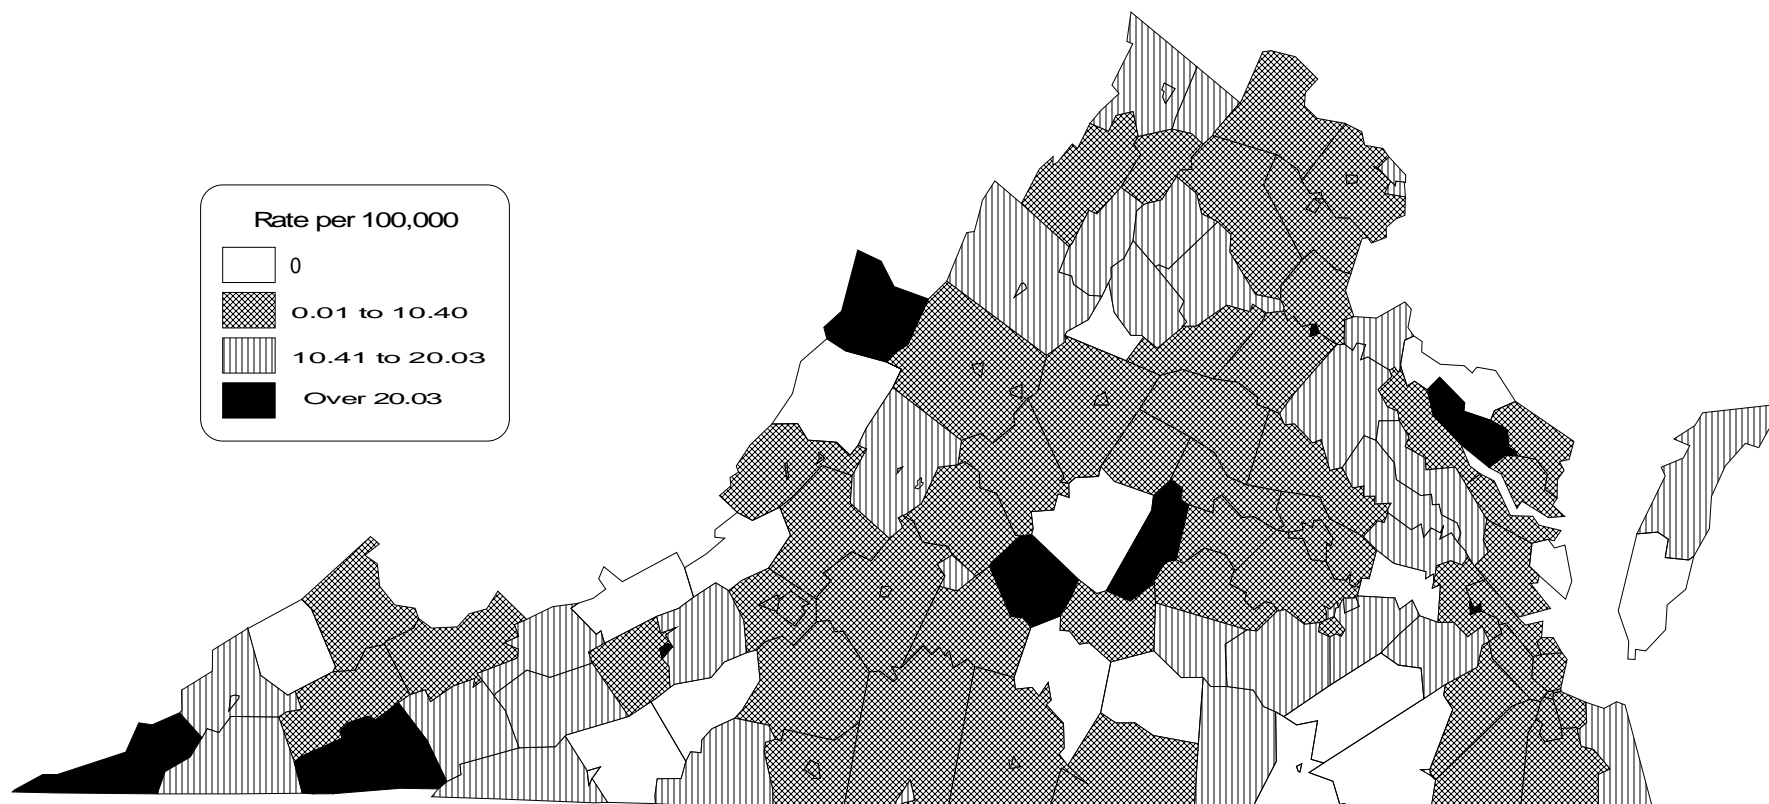 Rate per 100,000
0
0.01 to 10.40
10.41 to 20.03
Over 20.03